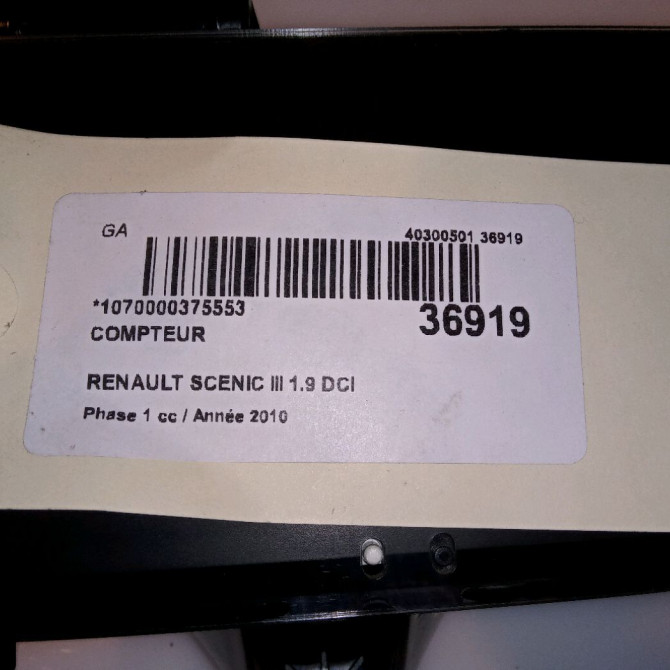 GA
40300501 36919
*1070000375553
36919
COMPTEUR
RENAULT SCENIC III 1.9 DCI
Phase 1 cc / Année 2010